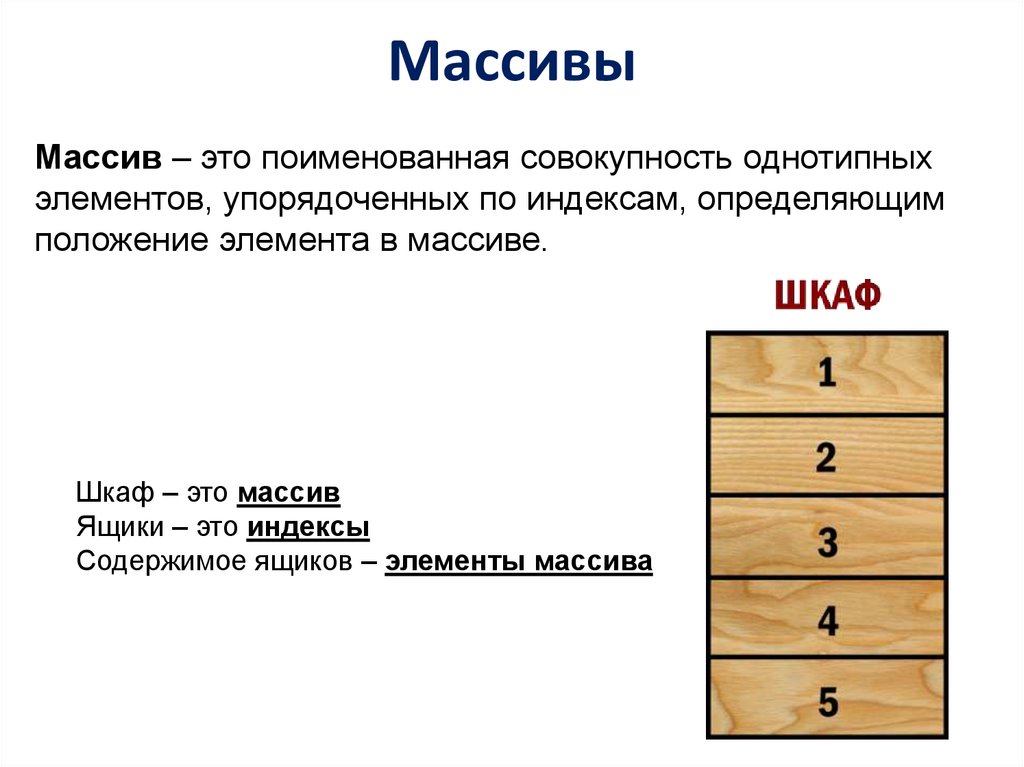 Массивы
Массив – это поименованная совокупность однотипных
элементов, упорядоченных по индексам, определяющим
положение элемента в массиве.
ШКАФ
1
2
Шкаф – это массив
Ящики – это индексы
Содержимое ящиков – элементы массива
3
4
5